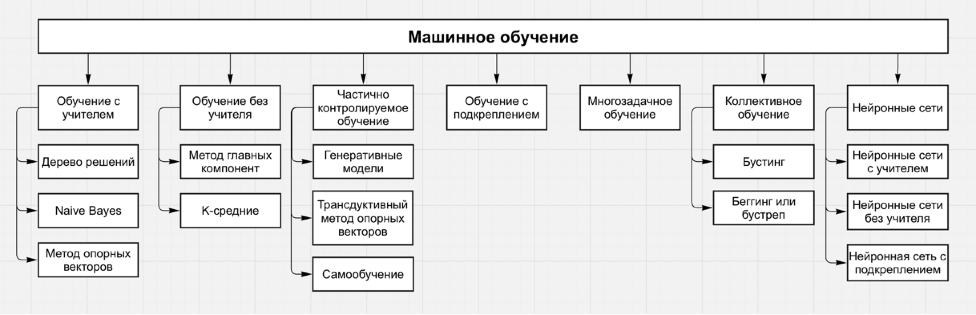 Машинное обучение
Обучение с
учителем
Обучение без
учителя
Частично
контролируемое
обучение
Обучение с
подкреплением
Многозадачное
обучение
Коллективное
обучение
Нейронные сети
Дерево решений
Naive Bayes
Метод опорных
векторов
Метод главных
компонент
К-средние
Генеративные
модели
Трансдуктивный
метод опорных
векторов
Самообучение
Бустинг
Беггинг или
бустреп
Нейронные сети
с учителем
Нейронные сети
без учителя
Нейронная сеть с
подкреплением